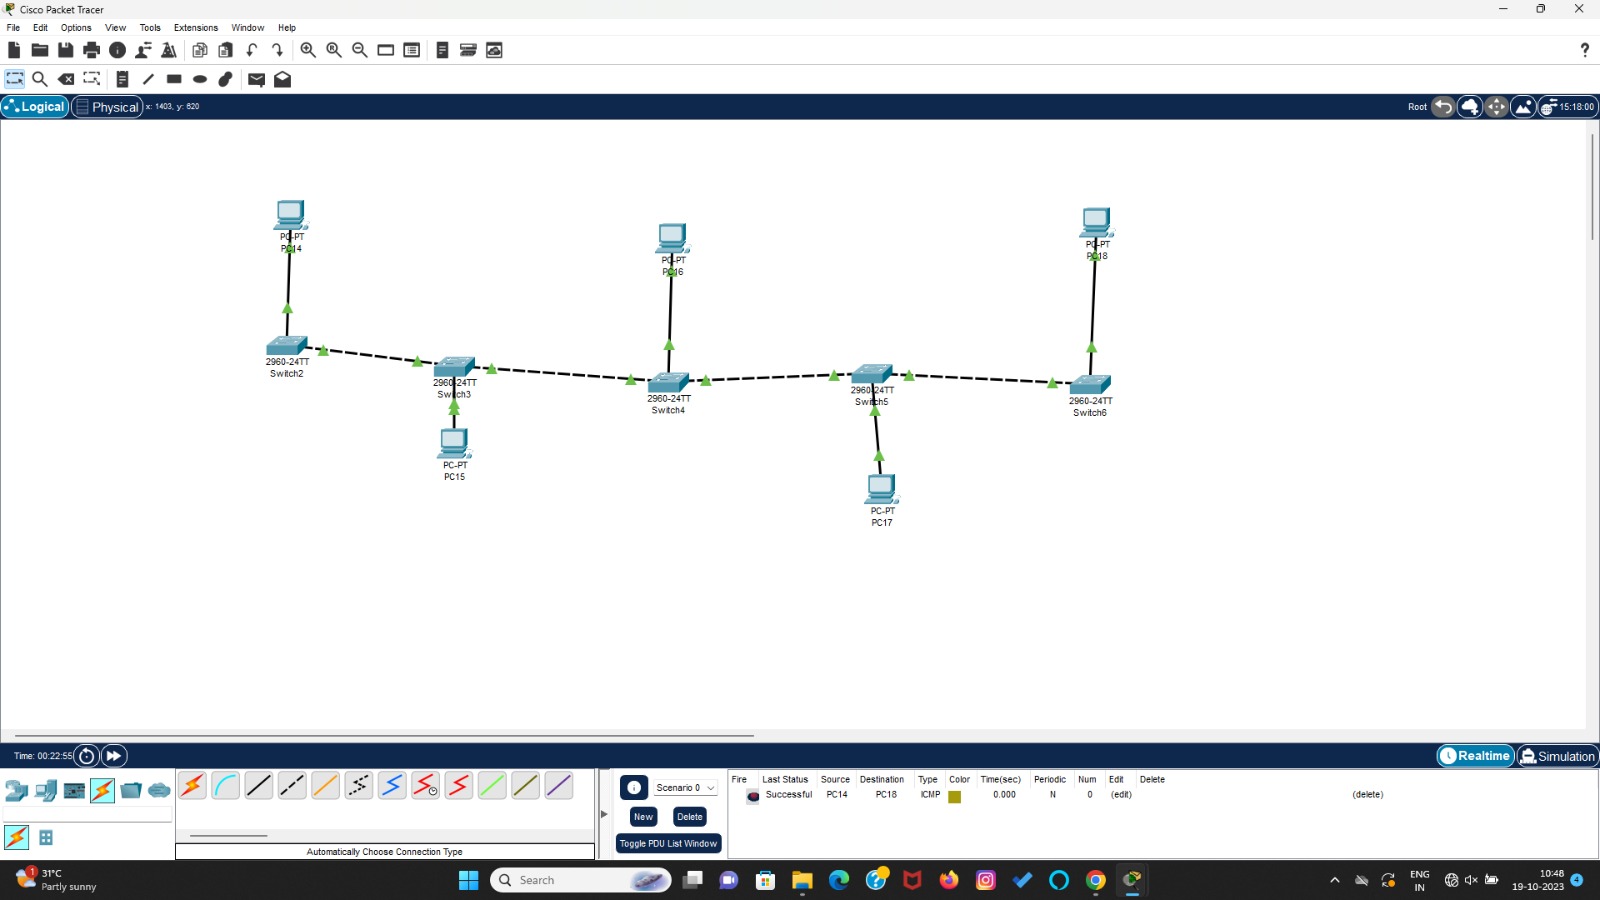 Cisco Packet Tracer
File Edit Options View Tools Extensions Window Help
Logical Physical x: 1403, y: 620 Root 15:18:00
PC-PT
PC14
PC-PT
PC16
PC-PT
PC18
2960-24TT
Switch2
2960-24TT
Switch3
2960-24TT
Switch4
2960-24TT
Switch5
2960-24TT
Switch6
PC-PT
PC15
PC-PT
PC17
Time: 00:22:55 Realtime Simulation
Scenario 0
New Delete
Toggle PDU List Window
Fire Last Status Source Destination Type Color Time(sec) Periodic Num Edit Delete
Successful PC14 PC18 ICMP 0.000 N 0 (edit) (delete)
Automatically Choose Connection Type
1
31°C
Partly sunny
Search
ENG
IN
10:48
19-10-2023
4